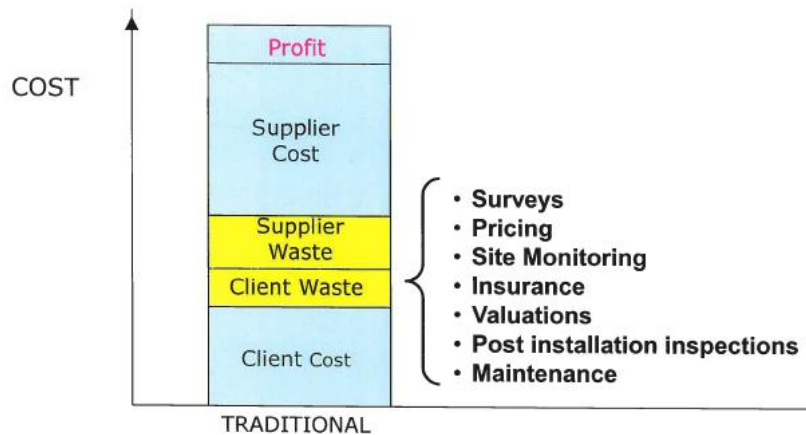 COST
Profit
Supplier
Cost
Supplier
Waste
Client Waste
Client Cost
TRADITIONAL
• Surveys
• Pricing
• Site Monitoring
• Insurance
• Valuations
• Post installation inspections
• Maintenance